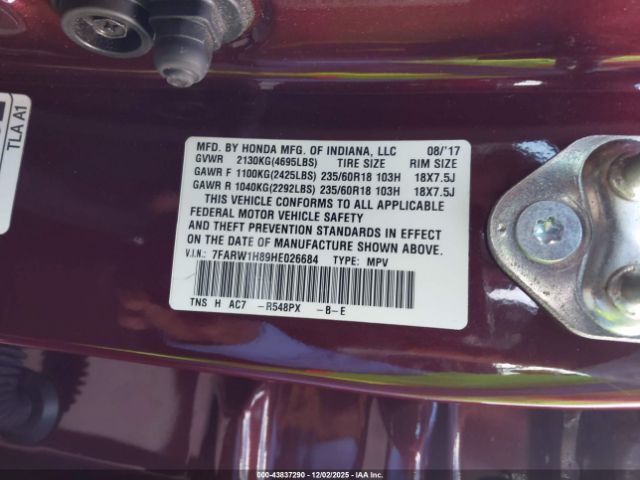 TLA A1
MFD. BY HONDA MFG. OF INDIANA, LLC 08/'17
GVWR 2130KG(4695LBS) TIRE SIZE RIM SIZE
GAWR F 1100KG(2425LBS) 235/60R18 103H 18X7.5J
GAWR R 1040KG(2292LBS) 235/60R18 103H 18X7.5J
THIS VEHICLE CONFORMS TO ALL APPLICABLE
FEDERAL MOTOR VEHICLE SAFETY
AND THEFT PREVENTION STANDARDS IN EFFECT
ON THE DATE OF MANUFACTURE SHOWN ABOVE.
V.I.N.: 7FARW1H89HE026684 TYPE: MPV
TNS H AC7 -R548PX -B-E
000-43837290 - 12/02/2025 - IAA Inc.